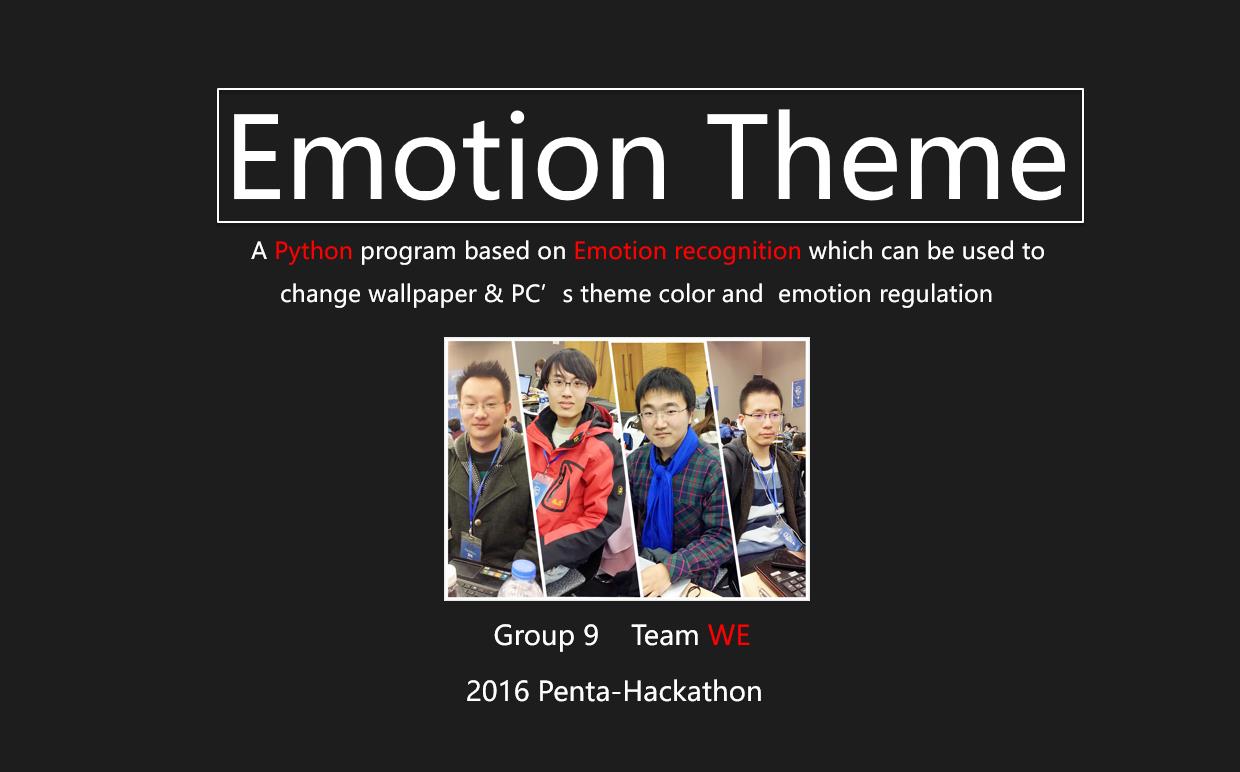 Emotion Theme
A Python program based on Emotion recognition which can be used to
change wallpaper & PC’ s theme color and emotion regulation
Group 9 Team WE
2016 Penta-Hackathon